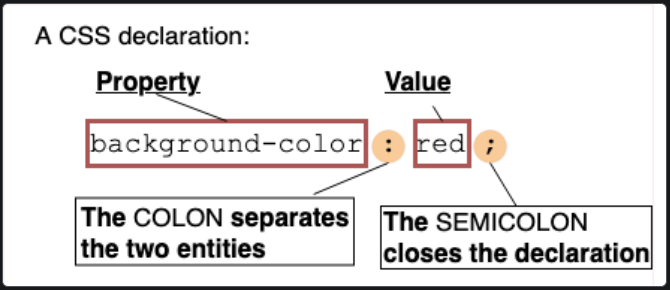 A CSS declaration:
Property Value
background-color : red ;
The COLON separates
the two entities
The SEMICOLON
closes the declaration